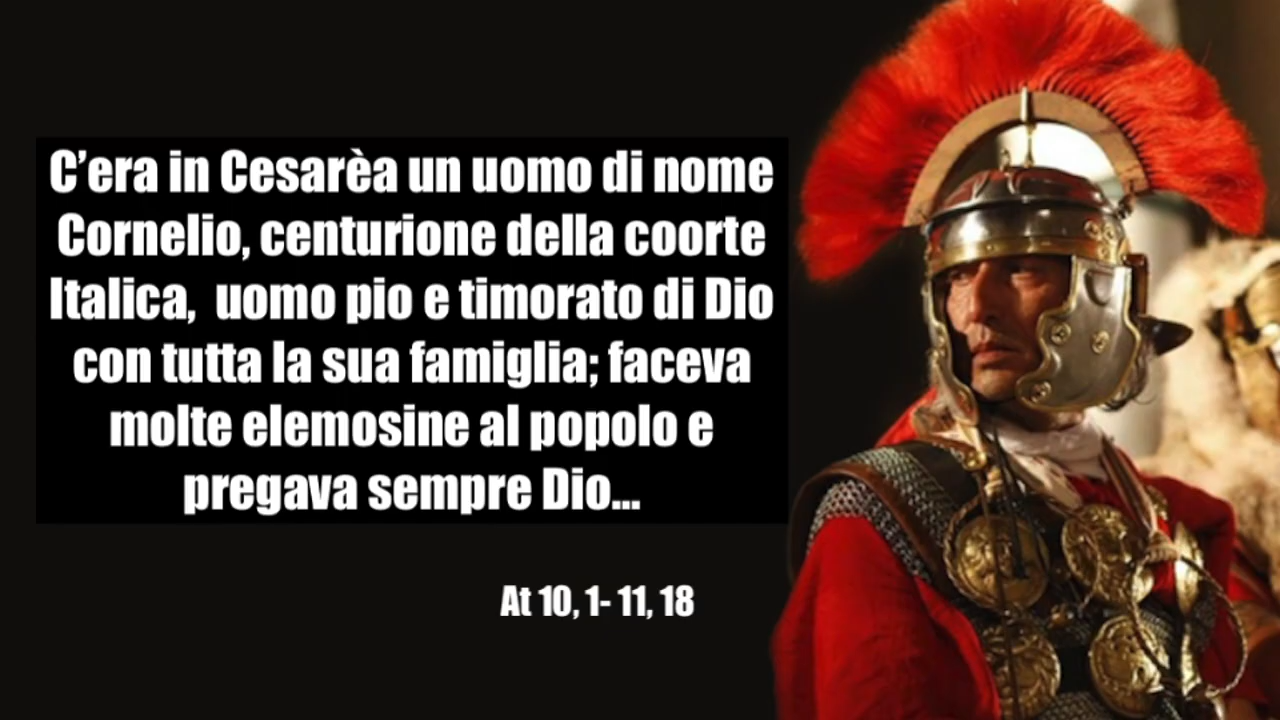 C’era in Cesarèa un uomo di nome
Cornelio, centurione della coorte
Italica,  uomo pio e timorato di Dio
con tutta la sua famiglia; faceva
molte elemosine al popolo e
pregava sempre Dio...
At 10, 1- 11, 18